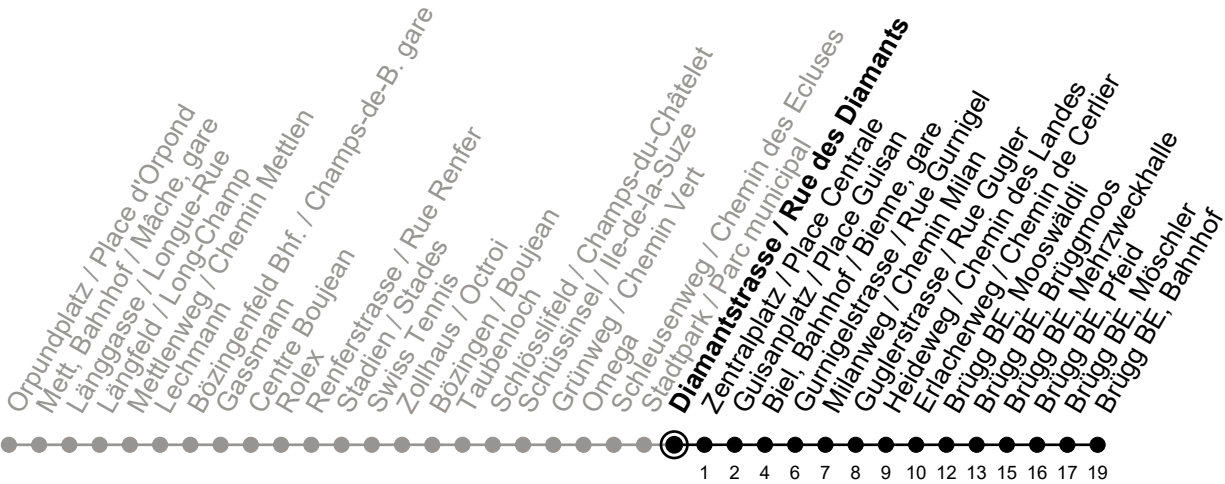 Orpundplatz / Place d'Orpond
Mett, Bahnhof / Mâche, gare
Länggasse / Longue-Rue
Längfeld / Long-Champ
Mettlenweg / Chemin Mettlen
Lechmann
Bözingenfeld Bhf. / Champs-de-B. gare
Gassmann
Centre Boujean
Rolex
Renferstrasse / Rue Renfer
Stadien / Stades
Swiss Tennis
Zollhaus / Octroi
Bözingen / Boujean
Taubenloch
Schlösslifeld / Champs-du-Châtelet
Schüssinsel / Ile-de-la-Suze
Grünweg / Chemin Vert
Omega
Schleusenweg / Chemin des Ecluses
Stadtpark / Parc municipal
Diamantstrasse / Rue des Diamants
Zentralplatz / Place Centrale
Guisanplatz / Place Guisan
Biel, Bahnhof / Bienne, gare
Gurnigelstrasse / Rue Gurnigel
Milanweg / Chemin Milan
Guglerstrasse / Rue Gugler
Heideweg / Chemin des Landes
Erlacherweg / Chemin de Cerlier
Brügg BE, Mooswäldli
Brügg BE, Brüggmoos
Brügg BE, Mehrzweckhalle
Brügg BE, Pfeid
Brügg BE, Möschler
Brügg BE, Bahnhof
1 2 4 6 7 8 9 10 12 13 15 16 17 19